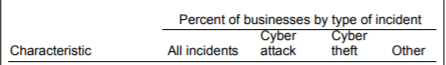 Percent of businesses by type of incident
Cyber Cyber
Characteristic All incidents attack theft Other